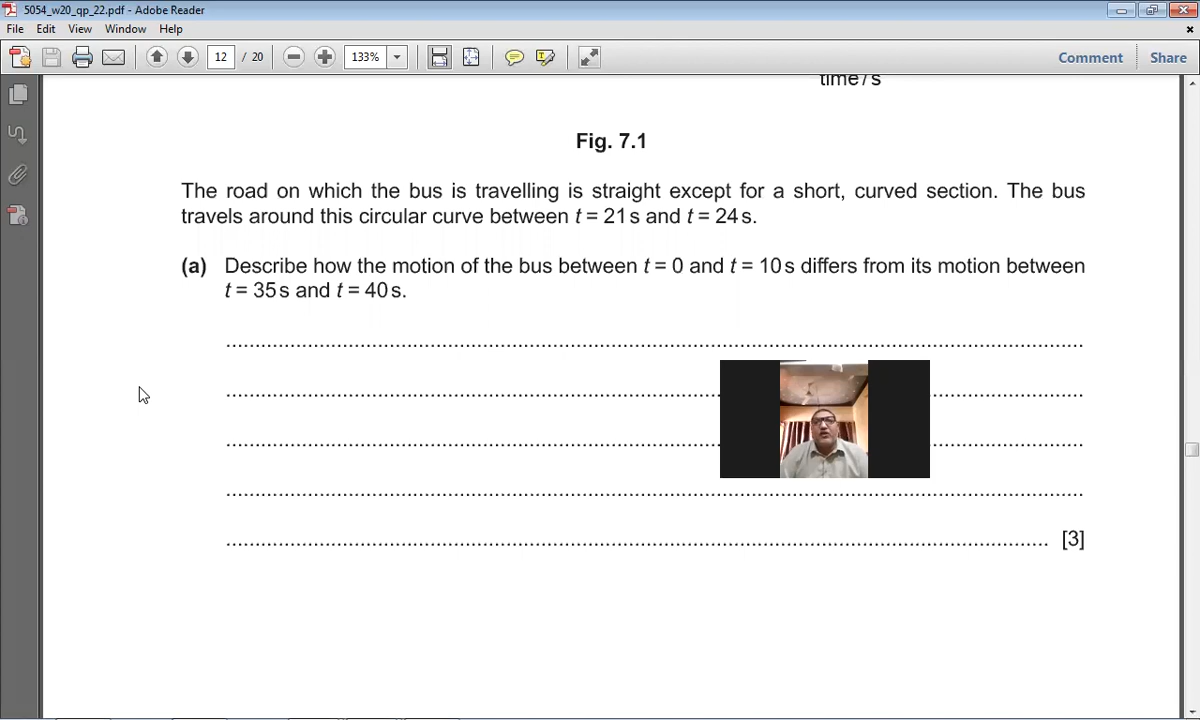 5054_w20_qp_22.pdf - Adobe Reader
File Edit View Window Help
12 / 20 133% Comment Share
time / s
Fig. 7.1
The road on which the bus is travelling is straight except for a short, curved section. The bus
travels around this circular curve between t = 21 s and t = 24 s.
(a) Describe how the motion of the bus between t = 0 and t = 10 s differs from its motion between
t = 35 s and t = 40 s.
[3]